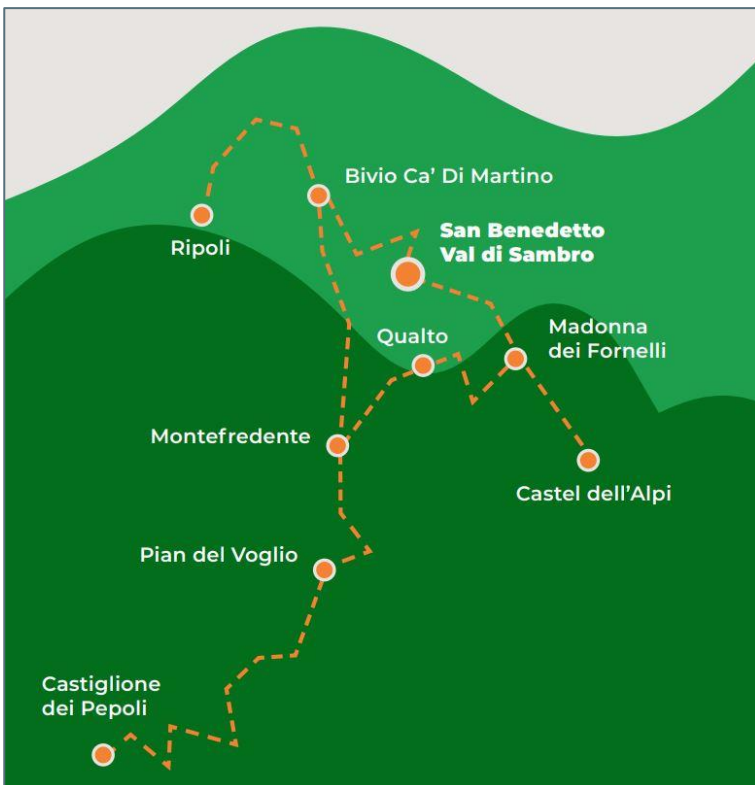 Bivio Ca' Di Martino
San Benedetto
Val di Sambro
Ripoli
Qualto
Madonna
dei Fornelli
Montefredente
Castel dell'Alpi
Pian del Voglio
Castiglione
dei Pepoli